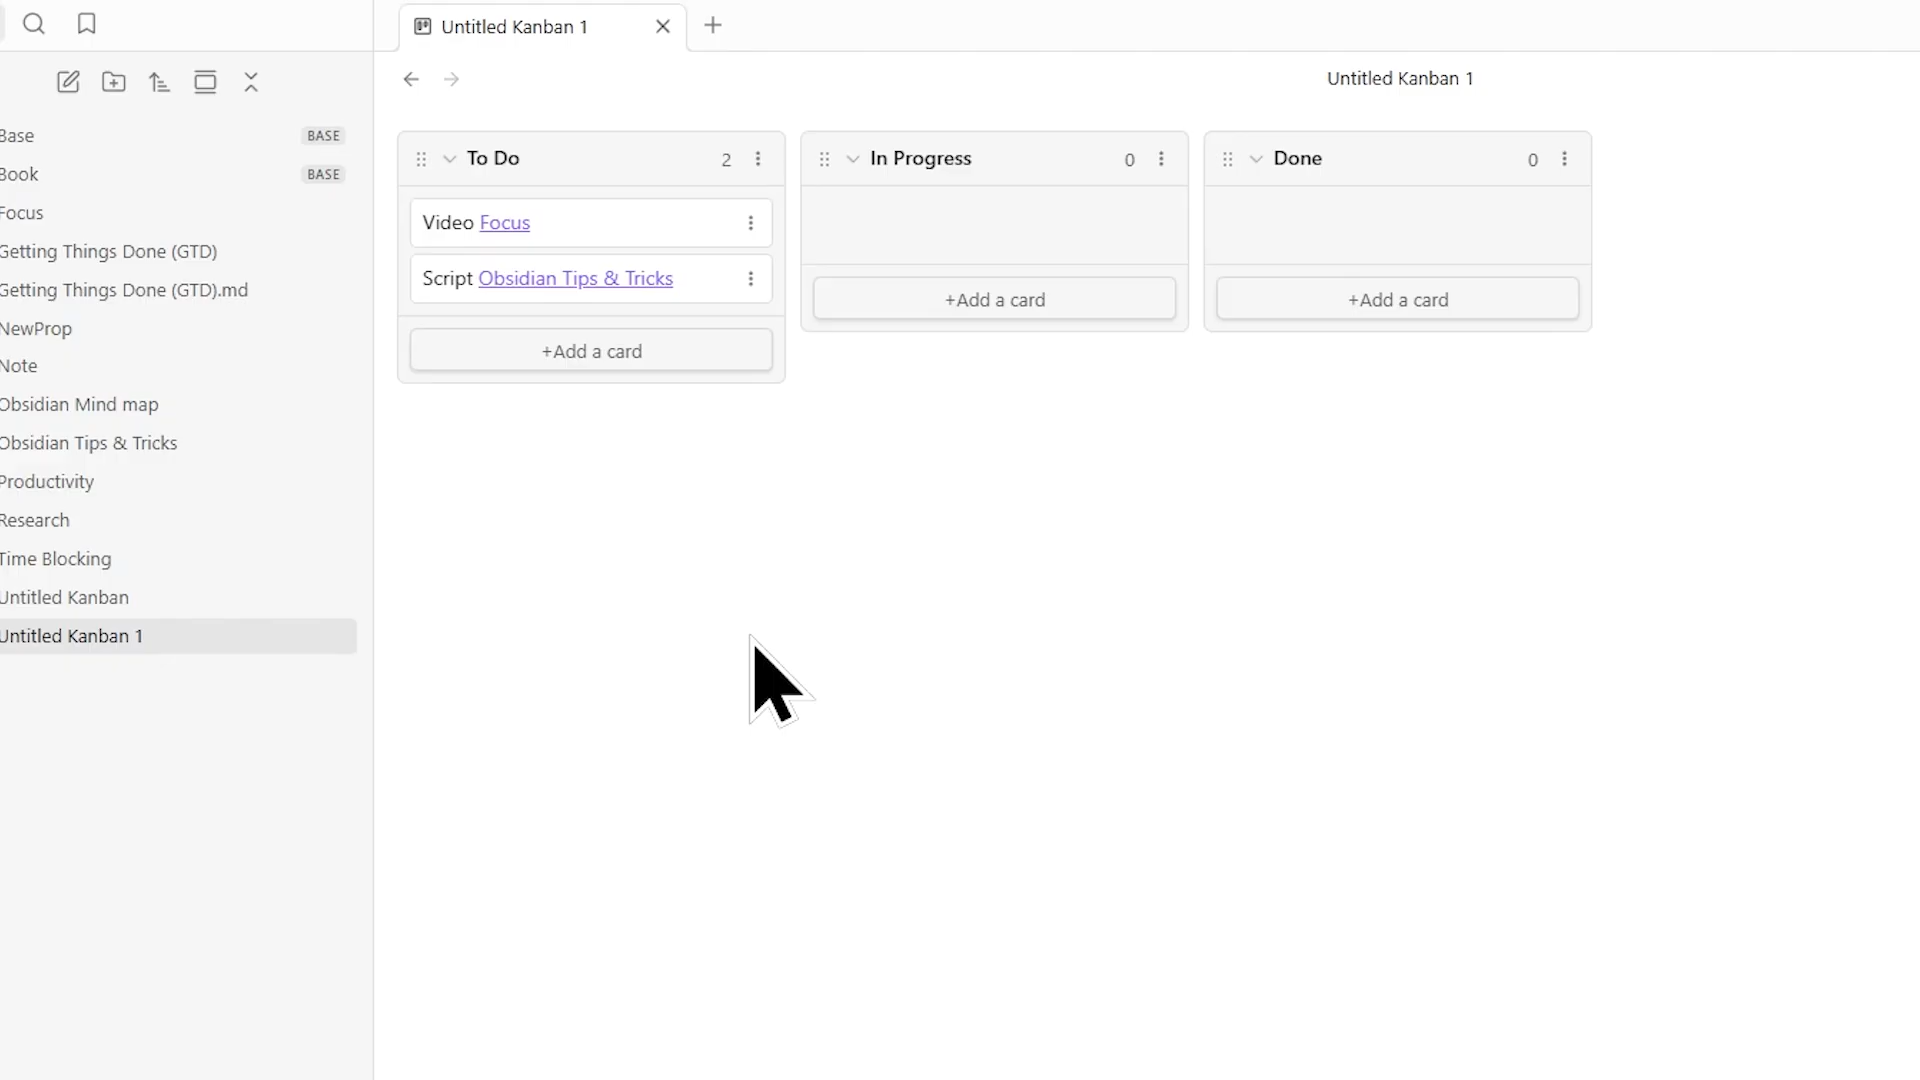 Untitled Kanban 1
Untitled Kanban 1
Base BASE
Book BASE
Focus
Getting Things Done (GTD)
Getting Things Done (GTD).md
NewProp
Note
Obsidian Mind map
Obsidian Tips & Tricks
Productivity
Research
Time Blocking
Untitled Kanban
Untitled Kanban 1
To Do 2
Video Focus
Script Obsidian Tips & Tricks
+Add a card
In Progress 0
+Add a card
Done 0
+Add a card